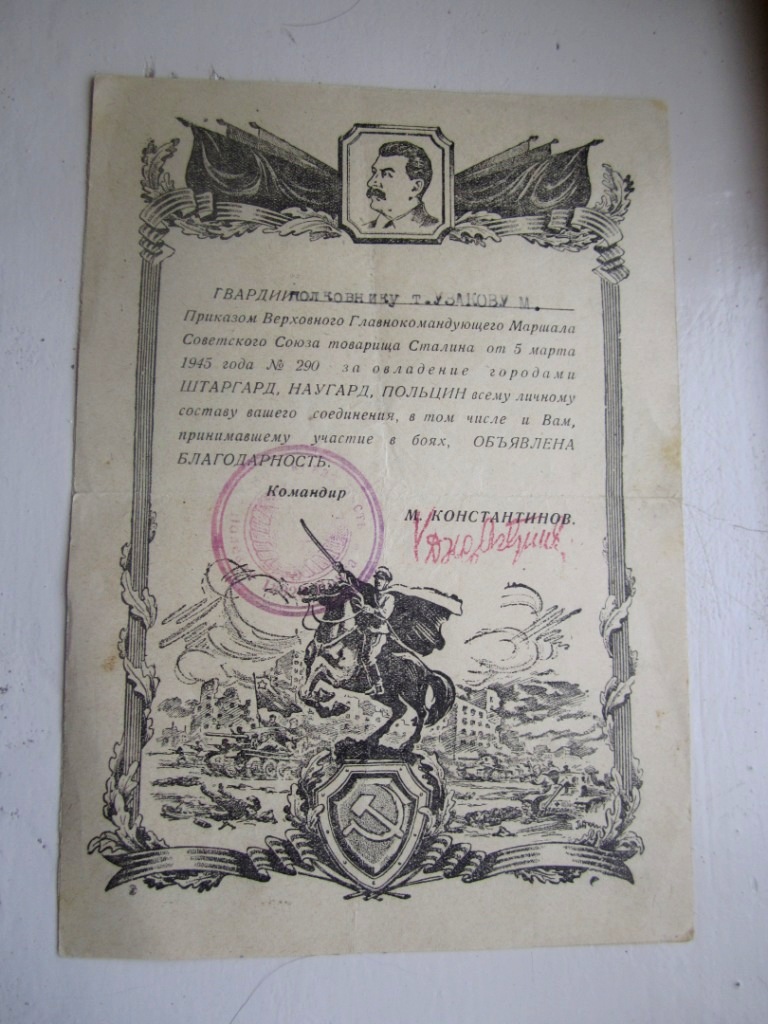 ГВАРДИИ ПОЛКОВНИКУ Т. УЗАКОВУ М.
Приказом Верховного Главнокомандующего Маршала
Советского Союза товарища Сталина от 5 марта
1945 года № 290 за овладение городами
ШТАРГАРД, НАУГАРД, ПОЛЬЦИН всему личному
составу вашего соединения, в том числе и Вам,
принимавшему участие в боях, ОБЪЯВЛЕНА
БЛАГОДАРНОСТЬ.
Командир
М. КОНСТАНТИНОВ.